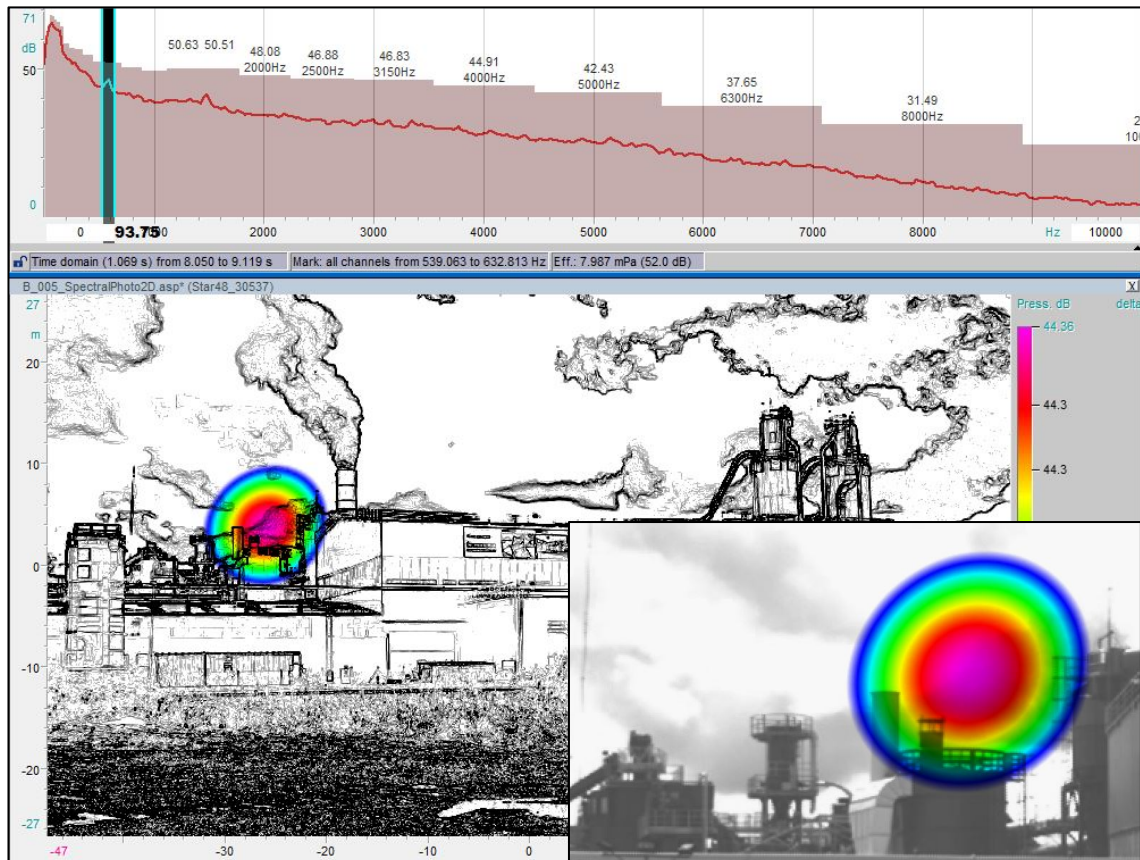 71
dB
50
0
50.63 50.51
48.08
2000Hz
46.88
2500Hz
46.83
3150Hz
44.91
4000Hz
42.43
5000Hz
37.65
6300Hz
31.49
8000Hz
0 93.75 2000 3000 4000 5000 6000 7000 8000 Hz 10000
Time domain (1.069 s) from 8.050 to 9.119 s Mark: all channels from 539.063 to 632.813 Hz Eff.: 7.987 mPa (52.0 dB)
B_005_SpectralPhoto2D.asp* (Star48_30537) X
27
m
20
10
0
-10
-20
-27
-47 -30 -20 -10 0
Press. dB delta
44.36
44.3
44.3